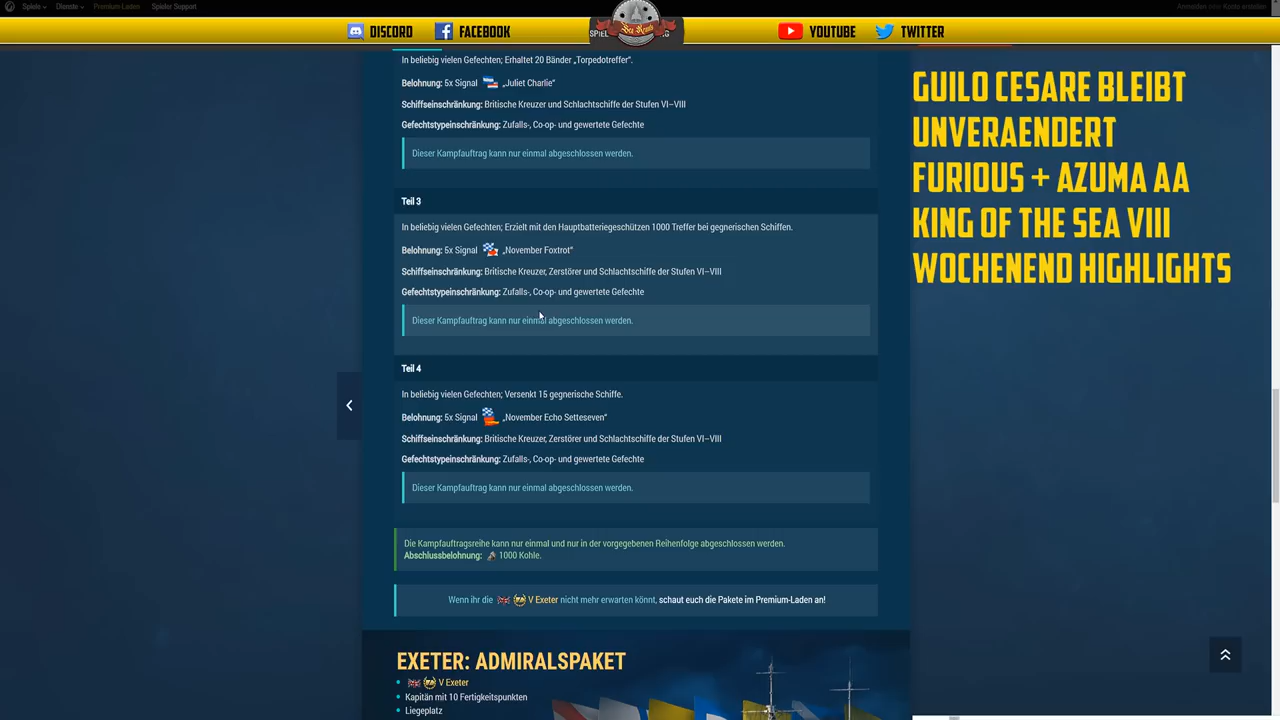 Spiele
Dienste
Premium-Laden
Spieler Support
Anmelden oder Konto erstellen
DISCORD
FACEBOOK
YOUTUBE
TWITTER
In beliebig vielen Gefechten; Erhaltet 20 Bänder „Torpedotreffer“.
Belohnung: 5x Signal „Juliet Charlie“
Schiffseinschränkung: Britische Kreuzer und Schlachtschiffe der Stufen VI–VIII
Gefechtstypeinschränkung: Zufalls-, Co-op- und gewertete Gefechte
Dieser Kampfauftrag kann nur einmal abgeschlossen werden.
Teil 3
In beliebig vielen Gefechten; Erzielt mit den Hauptbatteriegeschützen 1000 Treffer bei gegnerischen Schiffen.
Belohnung: 5x Signal „November Foxtrot“
Schiffseinschränkung: Britische Kreuzer, Zerstörer und Schlachtschiffe der Stufen VI–VIII
Gefechtstypeinschränkung: Zufalls-, Co-op- und gewertete Gefechte
Dieser Kampfauftrag kann nur einmal abgeschlossen werden.
Teil 4
In beliebig vielen Gefechten; Versenkt 15 gegnerische Schiffe.
Belohnung: 5x Signal „November Echo Setteseven“
Schiffseinschränkung: Britische Kreuzer, Zerstörer und Schlachtschiffe der Stufen VI–VIII
Gefechtstypeinschränkung: Zufalls-, Co-op- und gewertete Gefechte
Dieser Kampfauftrag kann nur einmal abgeschlossen werden.
Die Kampfauftragsreihe kann nur einmal und nur in der vorgegebenen Reihenfolge abgeschlossen werden.
Abschlussbelohnung: 1000 Kohle.
Wenn ihr die V Exeter nicht mehr erwarten könnt, schaut euch die Pakete im Premium-Laden an!
EXETER: ADMIRALSPAKET
V Exeter
Kapitän mit 10 Fertigkeitspunkten
Liegeplatz
GUILO CESARE BLEIBT
UNVERAENDERT
FURIOUS + AZUMA AA
KING OF THE SEA VIII
WOCHENEND HIGHLIGHTS